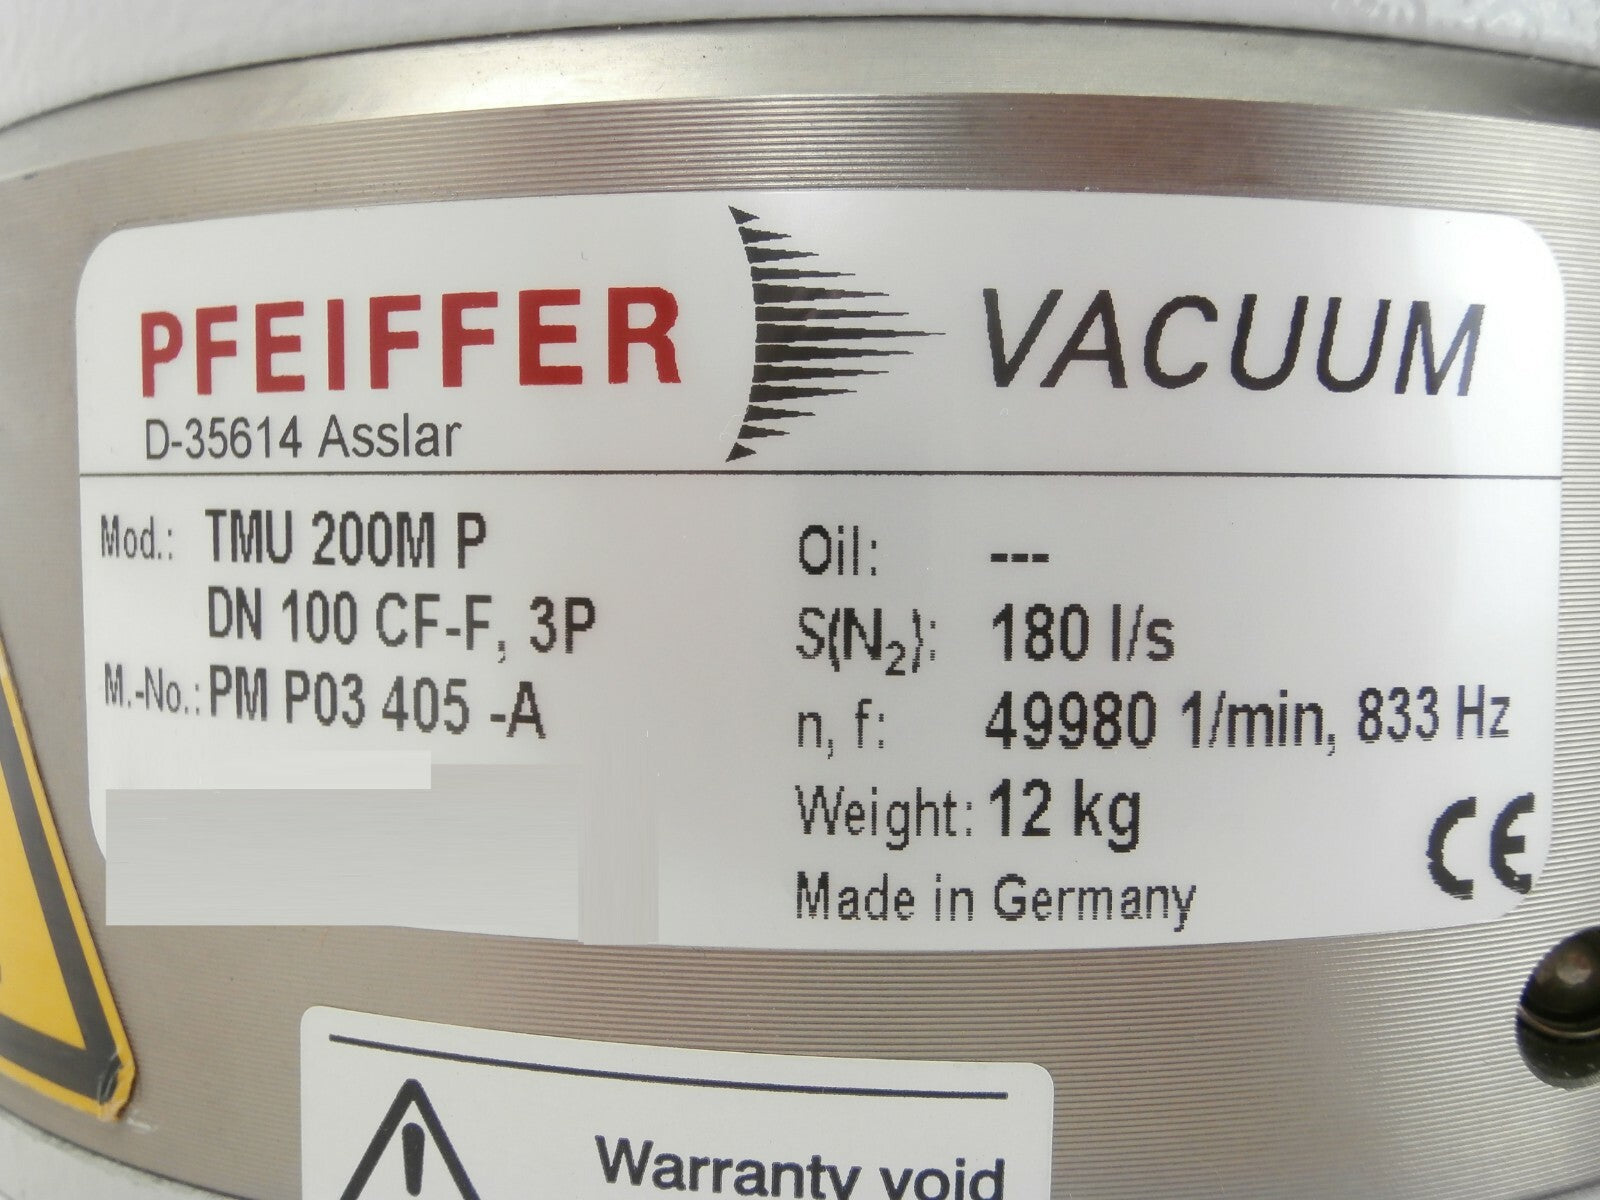 PFEIFFER VACUUM
D-35614 Asslar
Mod.: TMU 200M P
DN 100 CF-F, 3P
M.-No.: PM P03 405 -A
Oil: ---
S(N₂): 180 l/s
n, f: 49980 1/min, 833 Hz
Weight: 12 kg
Made in Germany
CE
Warranty void